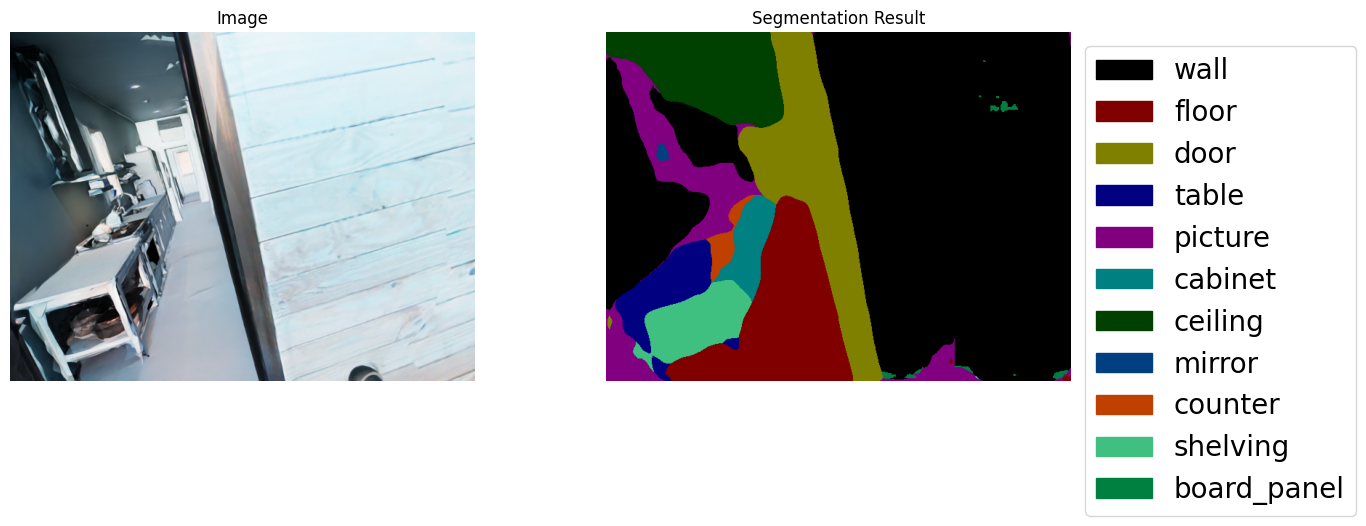 Image
Segmentation Result
wall
floor
door
table
picture
cabinet
ceiling
mirror
counter
shelving
board_panel